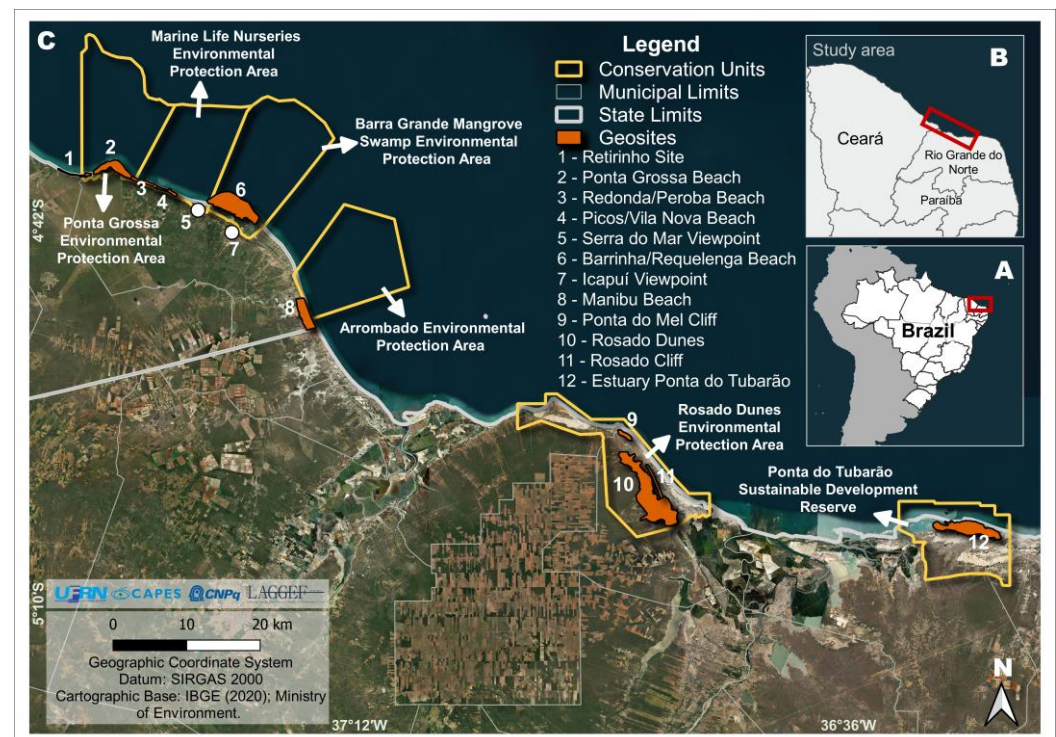 C
Marine Life Nurseries
Environmental
Protection Area
Barra Grande Mangrove
Swamp Environmental
Protection Area
1
2
3
4
5
6
7
8
Ponta Grossa
Environmental
Protection Area
Arrombado Environmental
Protection Area
4°42'S
Legend
Conservation Units
Municipal Limits
State Limits
Geosites
1 - Retirinho Site
2 - Ponta Grossa Beach
3 - Redonda/Peroba Beach
4 - Picos/Vila Nova Beach
5 - Serra do Mar Viewpoint
6 - Barrinha/Requelenga Beach
7 - Icapuí Viewpoint
8 - Manibu Beach
9 - Ponta do Mel Cliff
10 - Rosado Dunes
11 - Rosado Cliff
12 - Estuary Ponta do Tubarão
Study area
B
Ceará
Rio Grande do
Norte
Paraíba
A
Brazil
9
10
11
Rosado Dunes
Environmental
Protection Area
Ponta do Tubarão
Sustainable Development
Reserve
12
5°10'S
UFRN CAPES CNPq LAGGEF
0 10 20 km
Geographic Coordinate System
Datum: SIRGAS 2000
Cartographic Base: IBGE (2020); Ministry
of Environment.
37°12'W
36°36'W
N